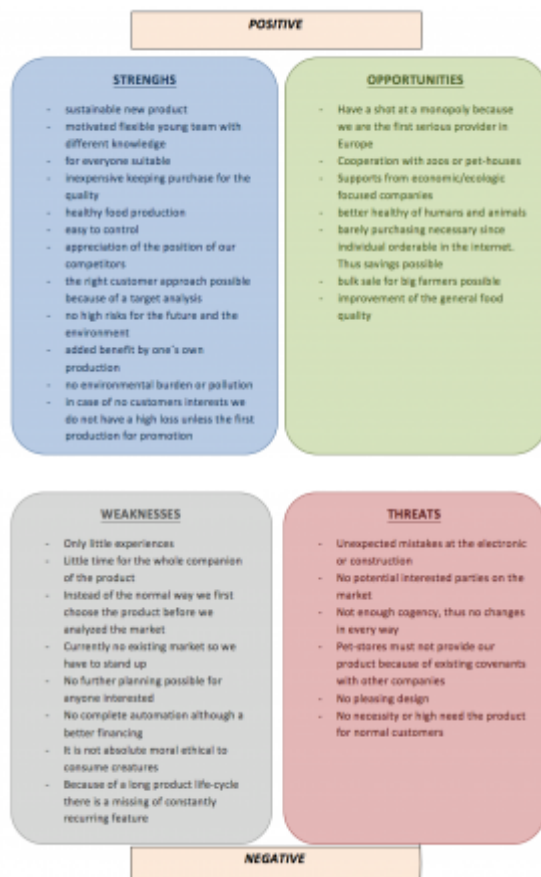 POSITIVE
STRENGHS
- sustainable new product
- motivated flexible young team with
different knowledge
- for everyone suitable
- inexpensive keeping purchase for the
quality
- healthy food production
- easy to control
- appreciation of the position of our
competitors
- the right customer approach possible
because of a target analysis
- no high risks for the future and the
environment
- added benefit by one's own
production
- no environmental burden or pollution
- in case of no customers interests we
do not have a high loss unless the first
production for promotion
OPPORTUNITIES
- Have a shot at a monopoly because
we are the first serious provider in
Europe
- Cooperation with zoos or pet-houses
- Supports from economic/ecologic
focused companies
- better healthy of humans and animals
- barely purchasing necessary since
individual orderable in the internet.
Thus savings possible
- bulk sale for big farmers possible
- improvement of the general food
quality
WEAKNESSES
- Only little experiences
- Little time for the whole companion
of the product
- Instead of the normal way we first
choose the product before we
analyzed the market
- Currently no existing market so we
have to stand up
- No further planning possible for
anyone interested
- No complete automation although a
better financing
- It is not absolute moral ethical to
consume creatures
- Because of a long product life-cycle
there is a missing of constantly
recurring feature
THREATS
- Unexpected mistakes at the electronic
or construction
- No potential interested parties on the
market
- Not enough cogency, thus no changes
in every way
- Pet-stores must not provide our
product because of existing covenants
with other companies
- No pleasing design
- No necessity or high need the product
for normal customers
NEGATIVE